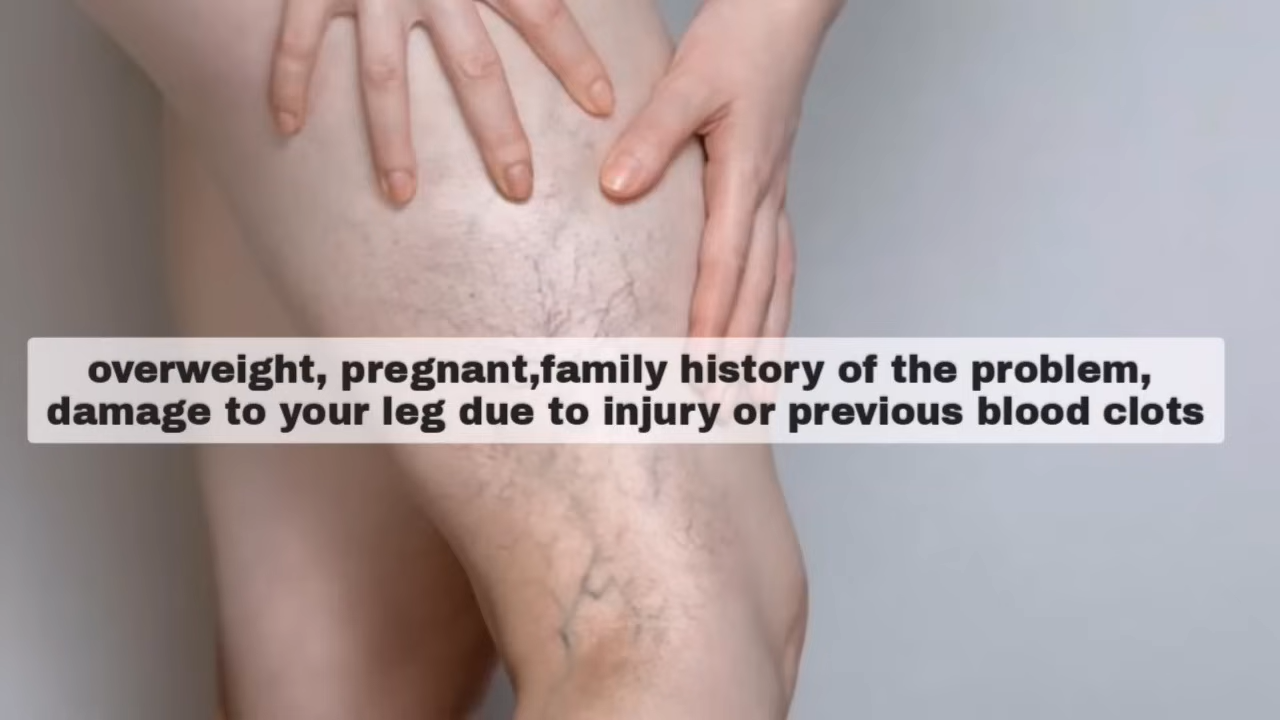 overweight, pregnant,family history of the problem,
damage to your leg due to injury or previous blood clots